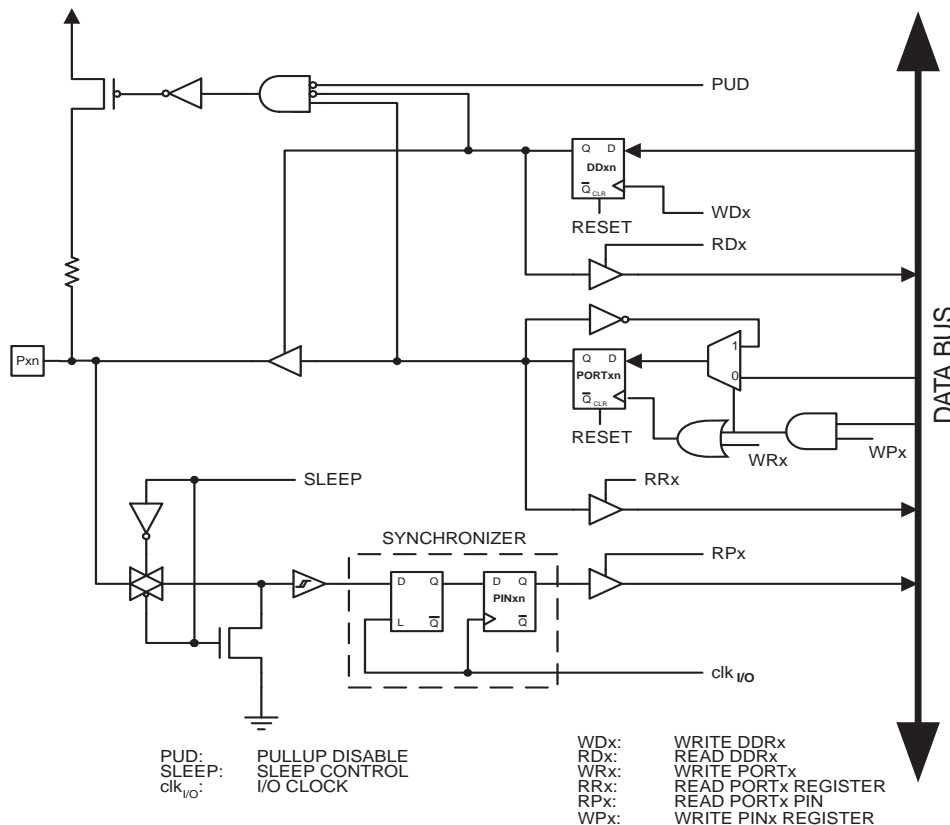 PUD
Q D
DDxn
Q CLR
WDx
RESET
RDx
1
Pxn
Q D
PORTxn
0
Q CLR
RESET
WRx
WPx
DATA BUS
SLEEP
RRx
SYNCHRONIZER
RPx
D Q
D Q
PINxn
L Q
Q
clk I/O
PUD: PULLUP DISABLE
SLEEP: SLEEP CONTROL
clkI/O: I/O CLOCK
WDx: WRITE DDRx
RDx: READ DDRx
WRx: WRITE PORTx
RRx: READ PORTx REGISTER
RPx: READ PORTx PIN
WPx: WRITE PINx REGISTER